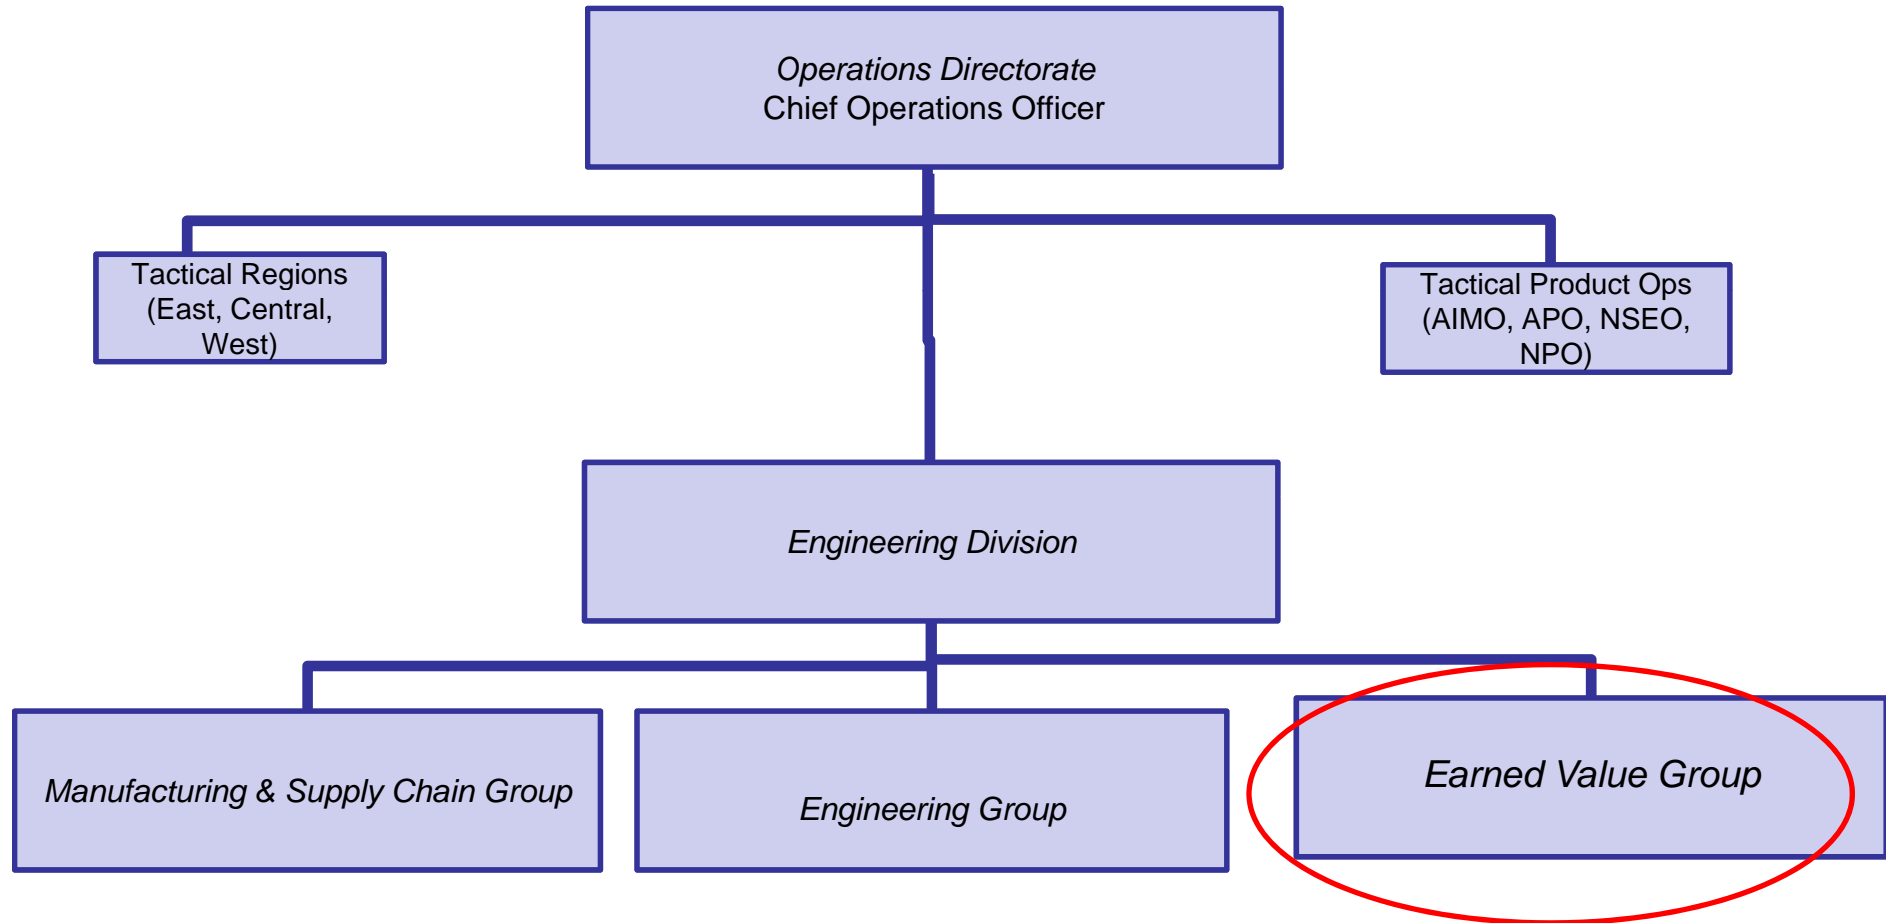 Operations Directorate
Chief Operations Officer
Tactical Regions
(East, Central,
West)
Tactical Product Ops
(AIMO, APO, NSEO,
NPO)
Engineering Division
Manufacturing & Supply Chain Group
Engineering Group
Earned Value Group